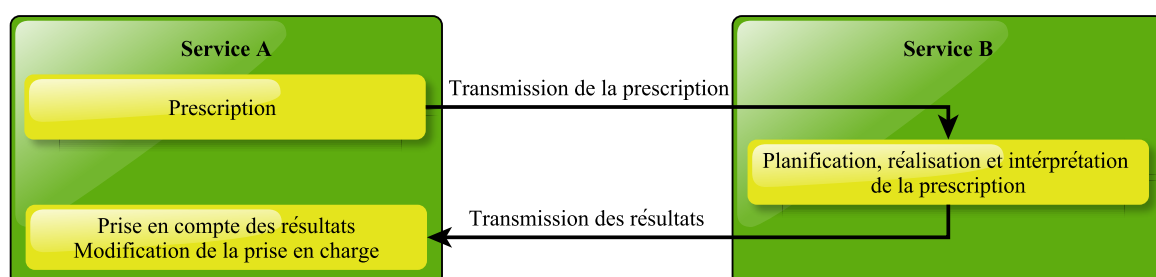 Service A
Service B
Prescription
Transmission de la prescription
Planification, réalisation et intérprétation
de la prescription
Transmission des résultats
Prise en compte des résultats
Modification de la prise en charge